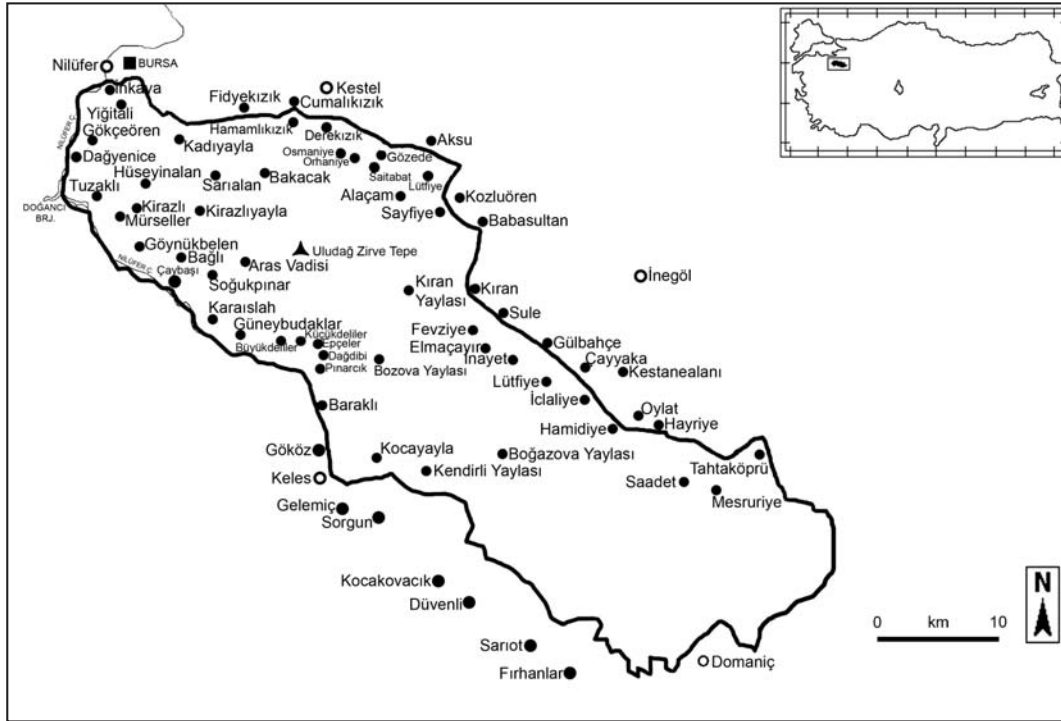 Nilüfer
BURSA
Kestel
Yiğitali
Fidyekızık
Cumalıkızık
NİLÜFER Ç.
Gökçeören
Kadıyayla
Hamamlıkızık
Derekızık
Aksu
Dağyenice
Osmaniye
Orhaniye
Gözede
Saitabat
Lütfiye
Hüseyinalan
Sarıalan
Bakacak
Tuzaklı
Alaçam
Kozluören
DOĞANCI
BRJ.
Kirazlı
Kirazlıyayla
Sayfiye
Mürseller
Babasultan
Göynükbelen
Bağlı
Uludağ Zirve Tepe
NİLÜFER Ç.
Çaybaşı
Aras Vadisi
Soğukpınar
İnegöl
Kıran
Yaylası
Kıran
Karaıslah
Sule
Güneybudaklar
Küçükdeliler
Büyükdeliler
Epçeler
Fevziye
Elmaçayır
Gülbahçe
Dağdibi
Pınarcık
Bozova Yaylası
İnayet
Çayyaka
Kestanealanı
Lütfiye
Baraklı
İclaliye
Oylat
Hamidiye
Hayriye
Gököz
Kocayayla
Boğazova Yaylası
Keles
Kendirli Yaylası
Tahtaköprü
Saadet
Mesruriye
Gelemiç
Sorgun
Kocakovacık
Düvenli
N
0 km 10
Sarıot
Domaniç
Fırhanlar